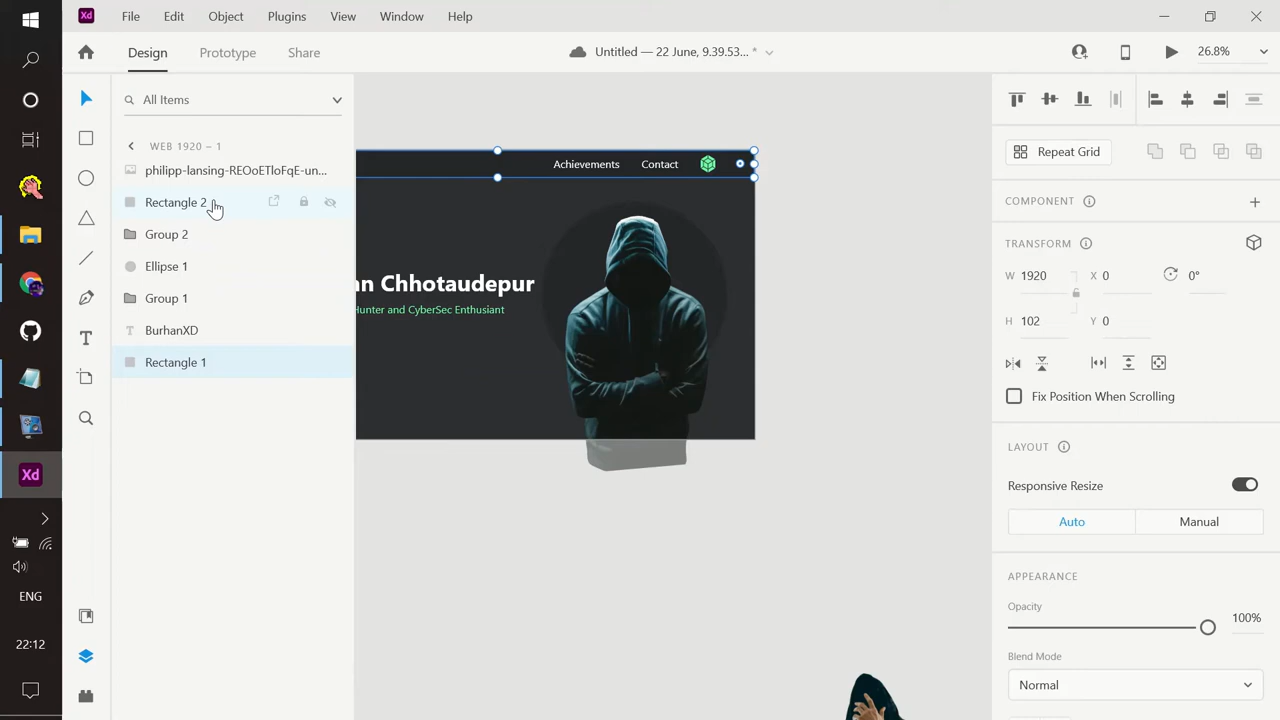 File Edit Object Plugins View Window Help
Design Prototype Share
Untitled — 22 June, 9.39.53... *
26.8%
All Items
WEB 1920 – 1
philipp-lansing-REOoETloFqE-un...
Rectangle 2
Group 2
Ellipse 1
Group 1
BurhanXD
Rectangle 1
Achievements Contact
an Chhotaudepur
Hunter and CyberSec Enthusiant
Repeat Grid
COMPONENT
TRANSFORM
W 1920 X 0 0°
H 102 Y 0
Fix Position When Scrolling
LAYOUT
Responsive Resize
Auto Manual
APPEARANCE
Opacity
100%
Blend Mode
Normal
Xd
ENG
22:12